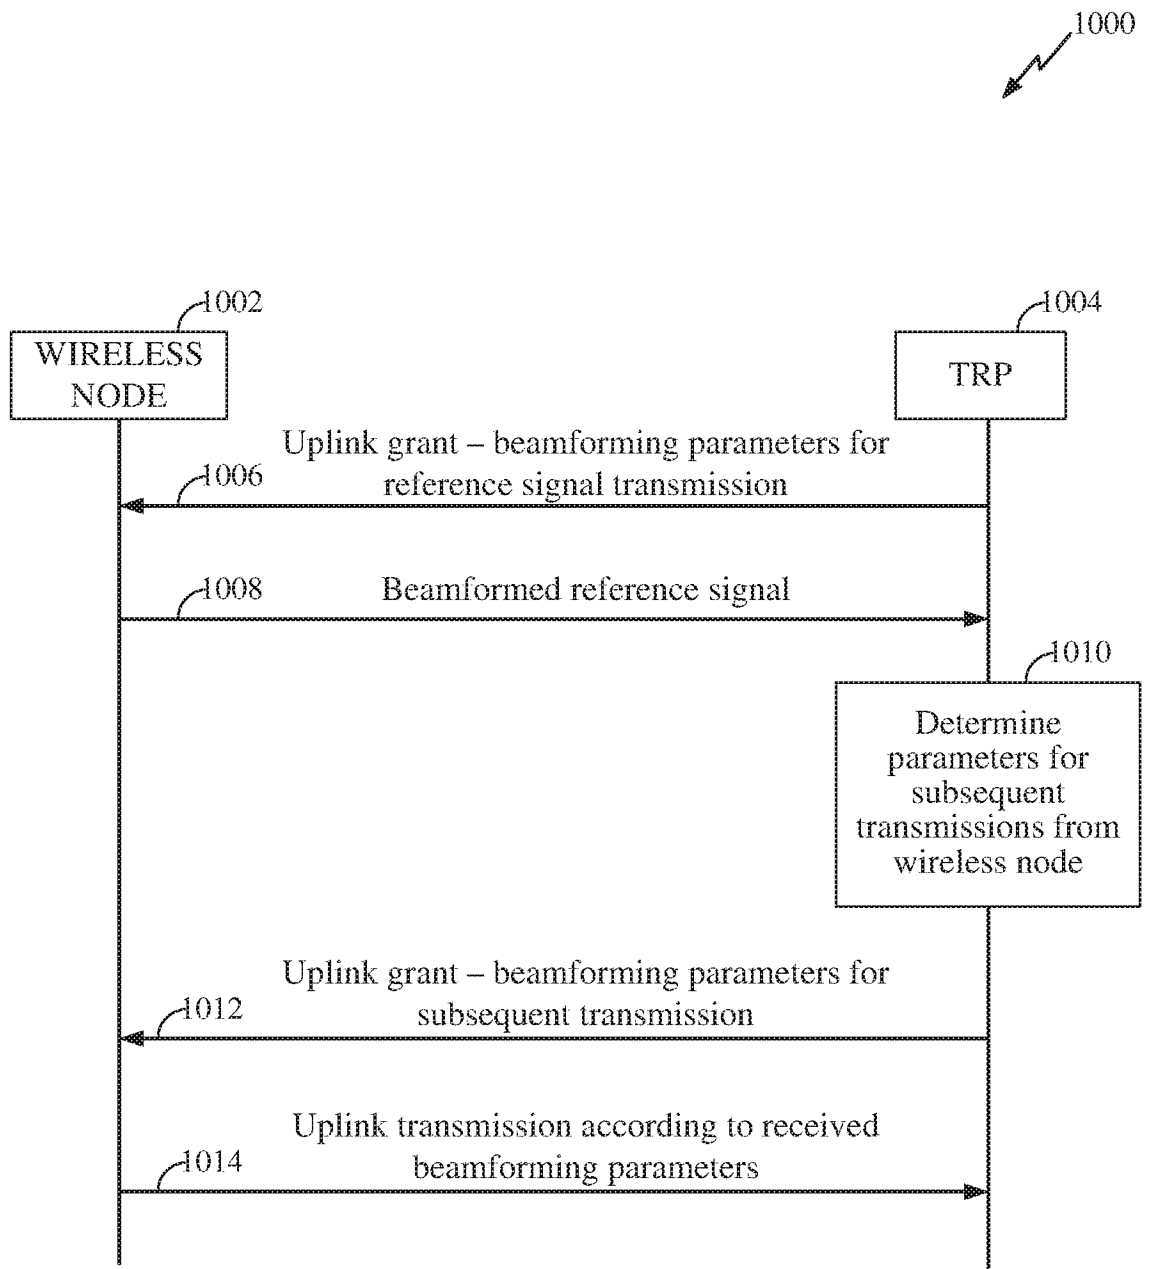 1000
1002
1004
WIRELESS
NODE
TRP
Uplink grant – beamforming parameters for
reference signal transmission
1006
1008
Beamformed reference signal
1010
Determine
parameters for
subsequent
transmissions from
wireless node
Uplink grant – beamforming parameters for
subsequent transmission
1012
Uplink transmission according to received
beamforming parameters
1014